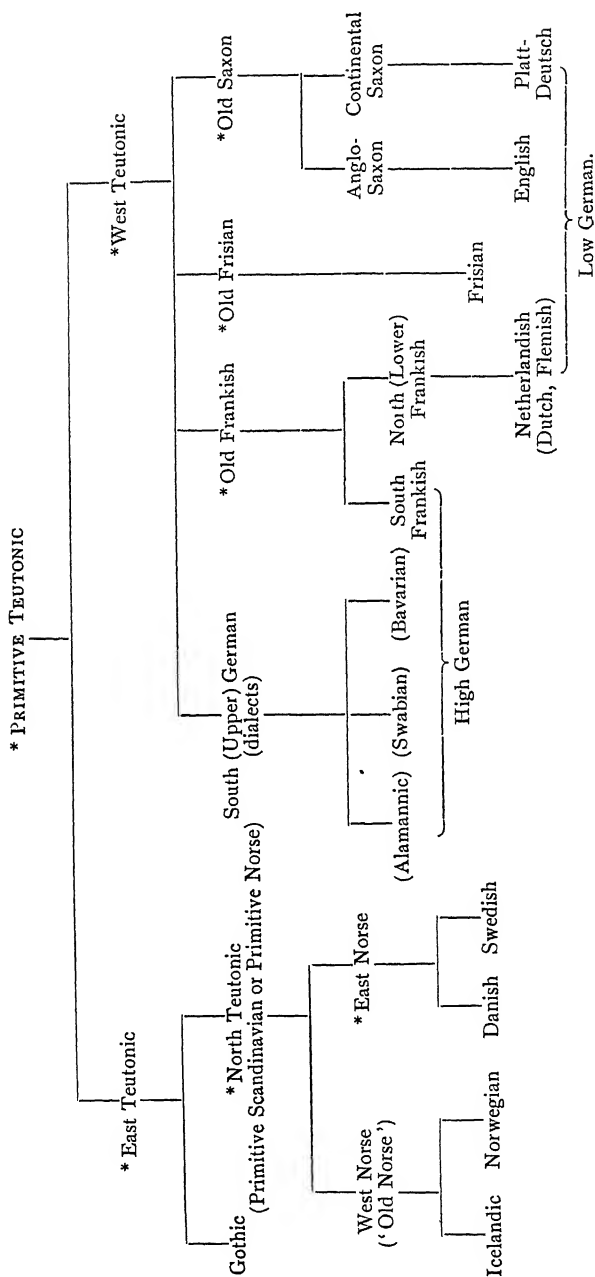 * PRIMITIVE TEUTONIC
*East Teutonic
*West Teutonic
Gothic
*North Teutonic
(Primitive Scandinavian or Primitive Norse)
South (Upper) German
(dialects)
*Old Frankish
*Old Frisian
*Old Saxon
West Norse
('Old Norse')
*East Norse
(Alamannic)
(Swabian)
(Bavarian)
South
Frankish
North (Lower)
Frankish
Anglo-
Saxon
Continental
Saxon
Icelandic
Norwegian
Danish
Swedish
High German
Netherlandish
(Dutch, Flemish)
Frisian
English
Platt-
Deutsch
Low German.